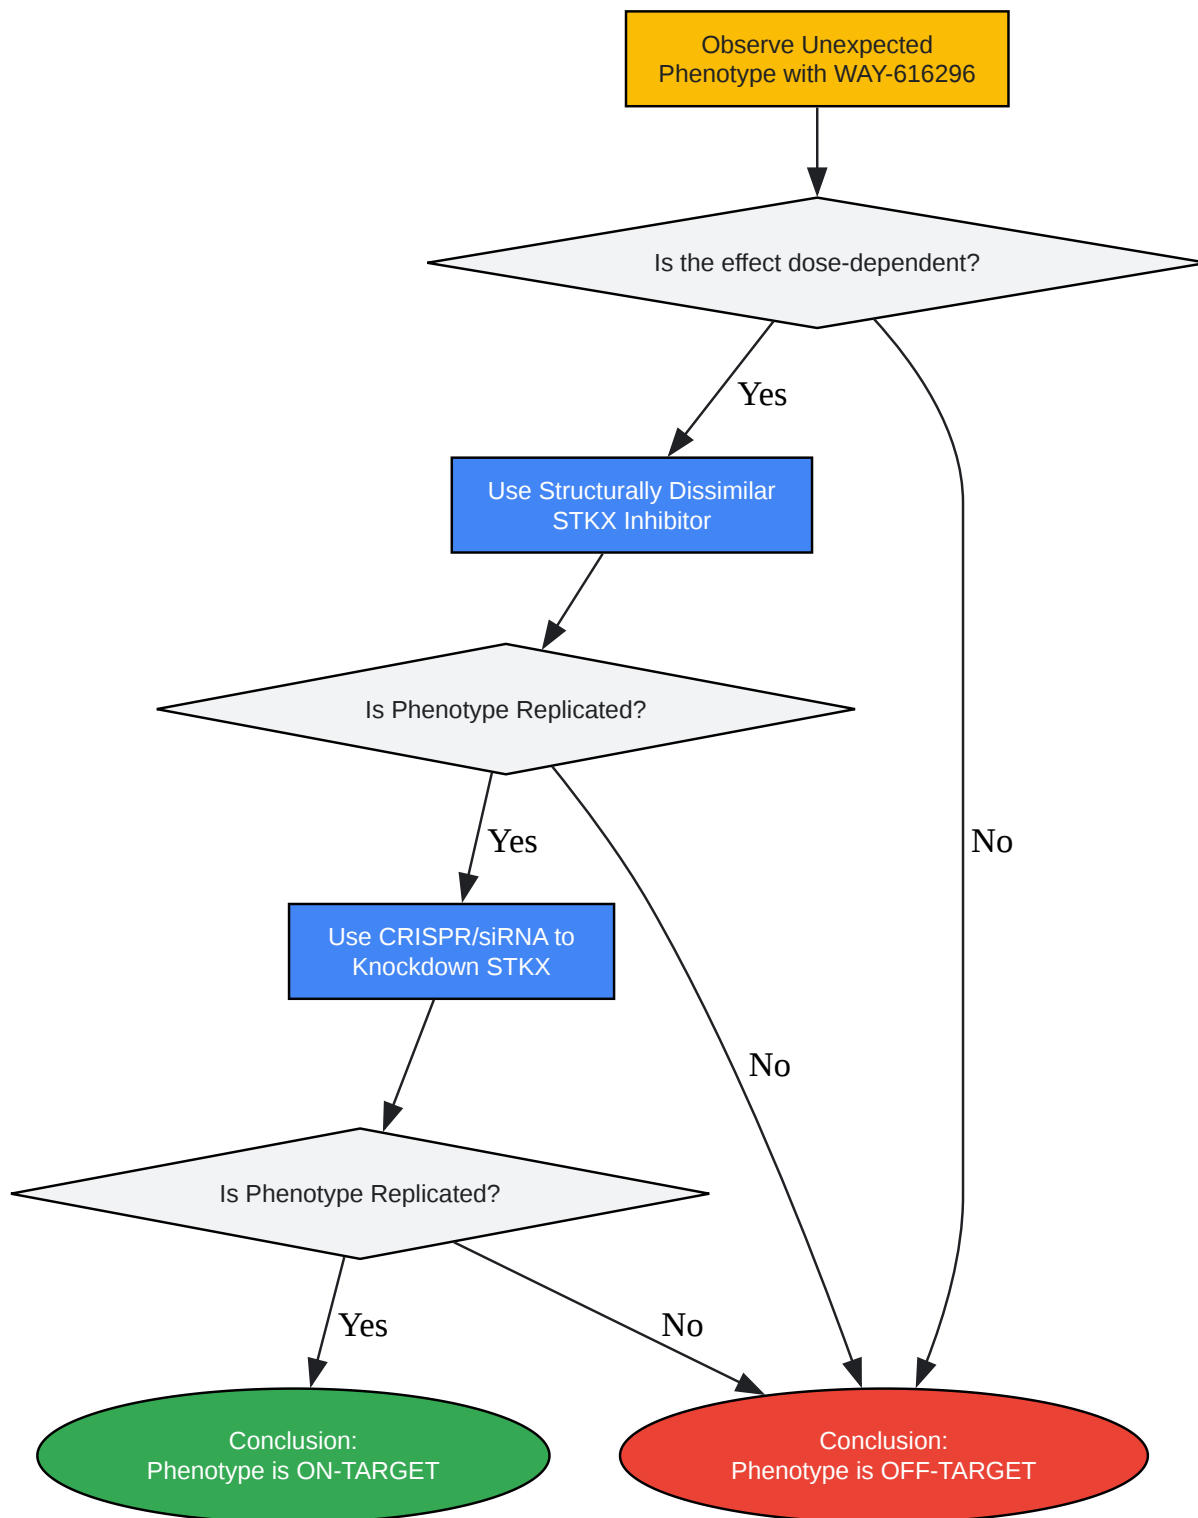 Observe Unexpected
Phenotype with WAY-616296
Is the effect dose-dependent?
Yes
Use Structurally Dissimilar
STKX Inhibitor
Is Phenotype Replicated?
Yes
No
Use CRISPR/siRNA to
Knockdown STKX
No
Is Phenotype Replicated?
Yes
No
Conclusion:
Phenotype is ON-TARGET
Conclusion:
Phenotype is OFF-TARGET